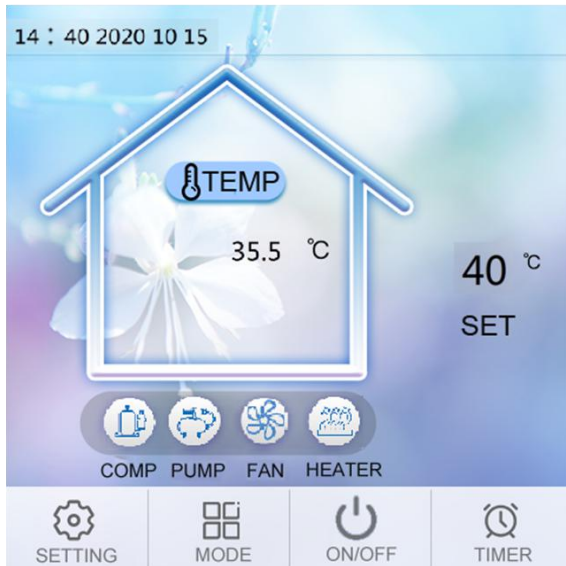 14：40 2020 10 15
TEMP
35.5 ℃
40 ℃
SET
COMP PUMP FAN HEATER
SETTING MODE ON/OFF TIMER